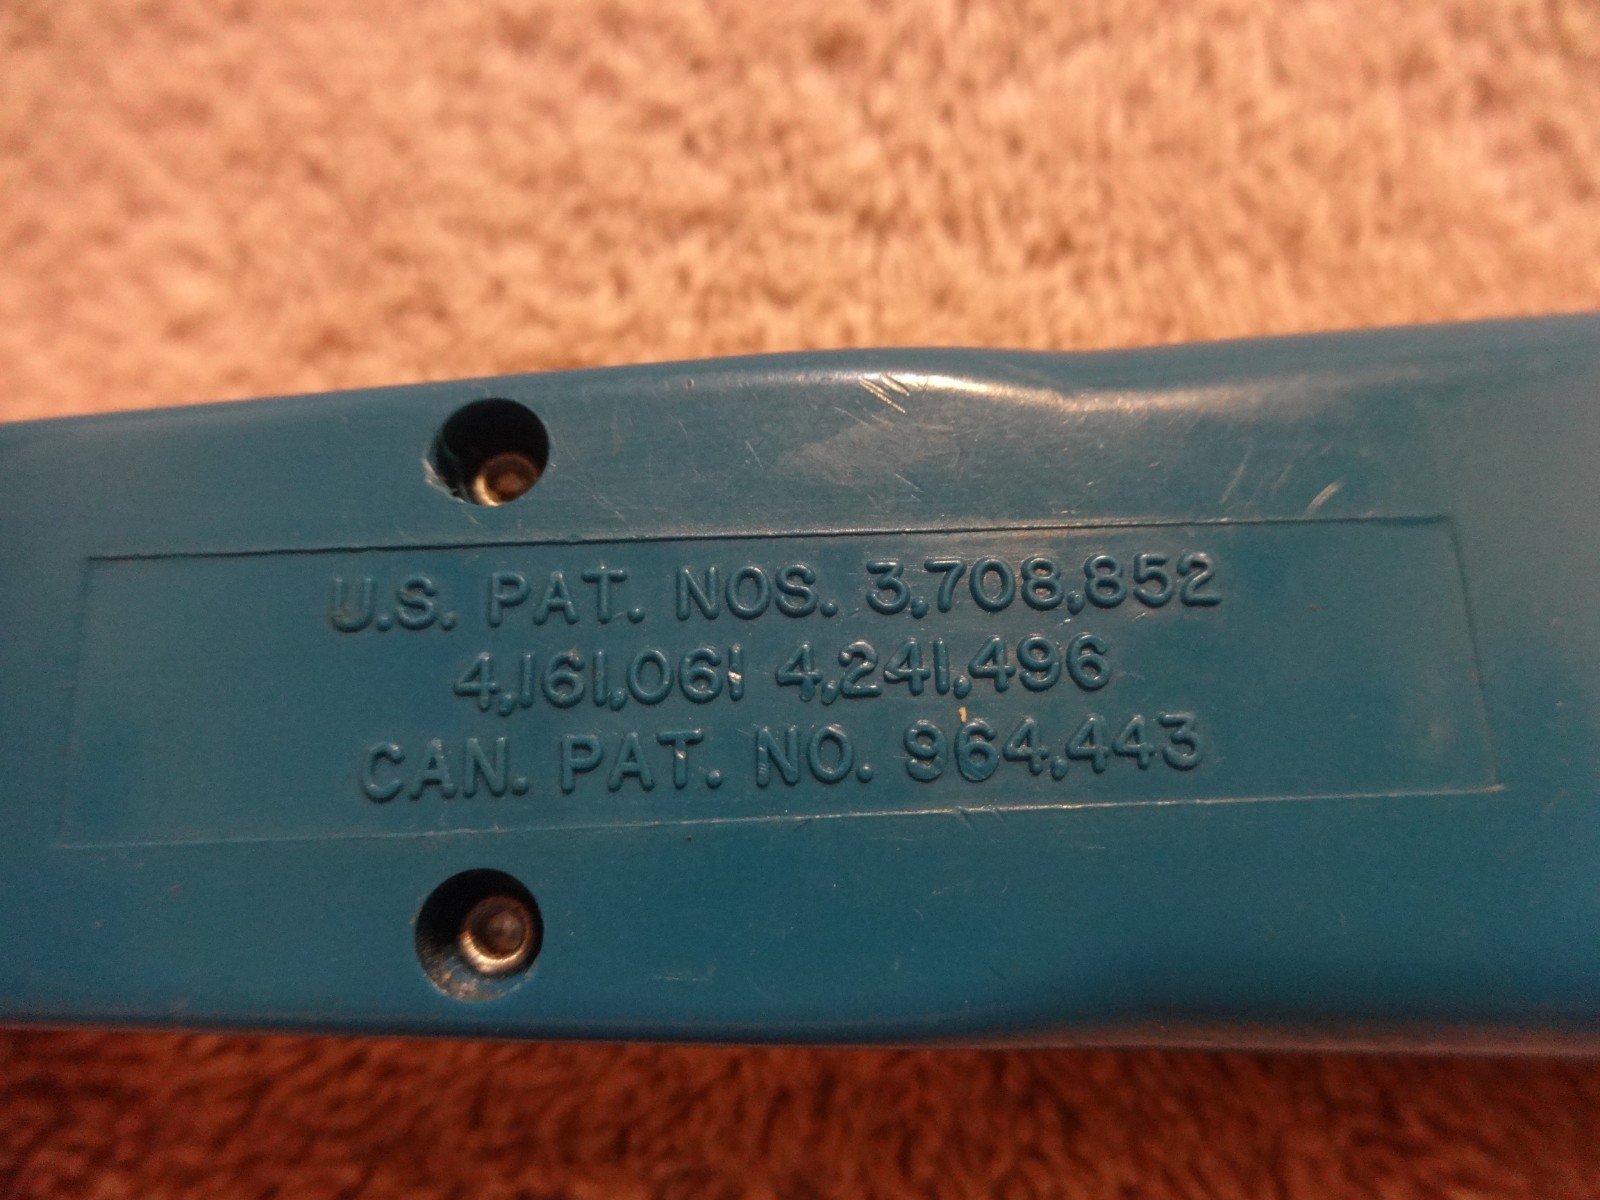 U.S. PAT. NOS. 3,708,852
4,161,061 4,241,496
CAN. PAT. NO. 964,443